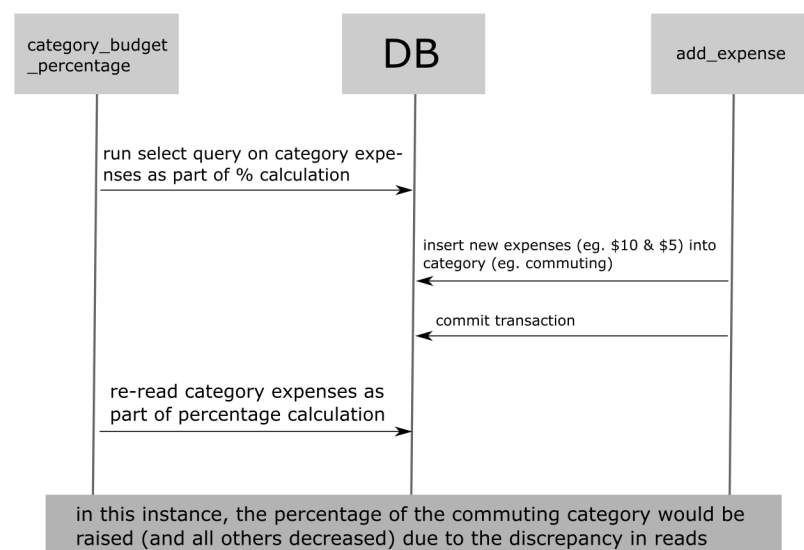 category_budget
_percentage
DB
add_expense
run select query on category expe-
nses as part of % calculation
insert new expenses (eg. $10 & $5) into
category (eg. commuting)
commit transaction
re-read category expenses as
part of percentage calculation
in this instance, the percentage of the commuting category would be
raised (and all others decreased) due to the discrepancy in reads